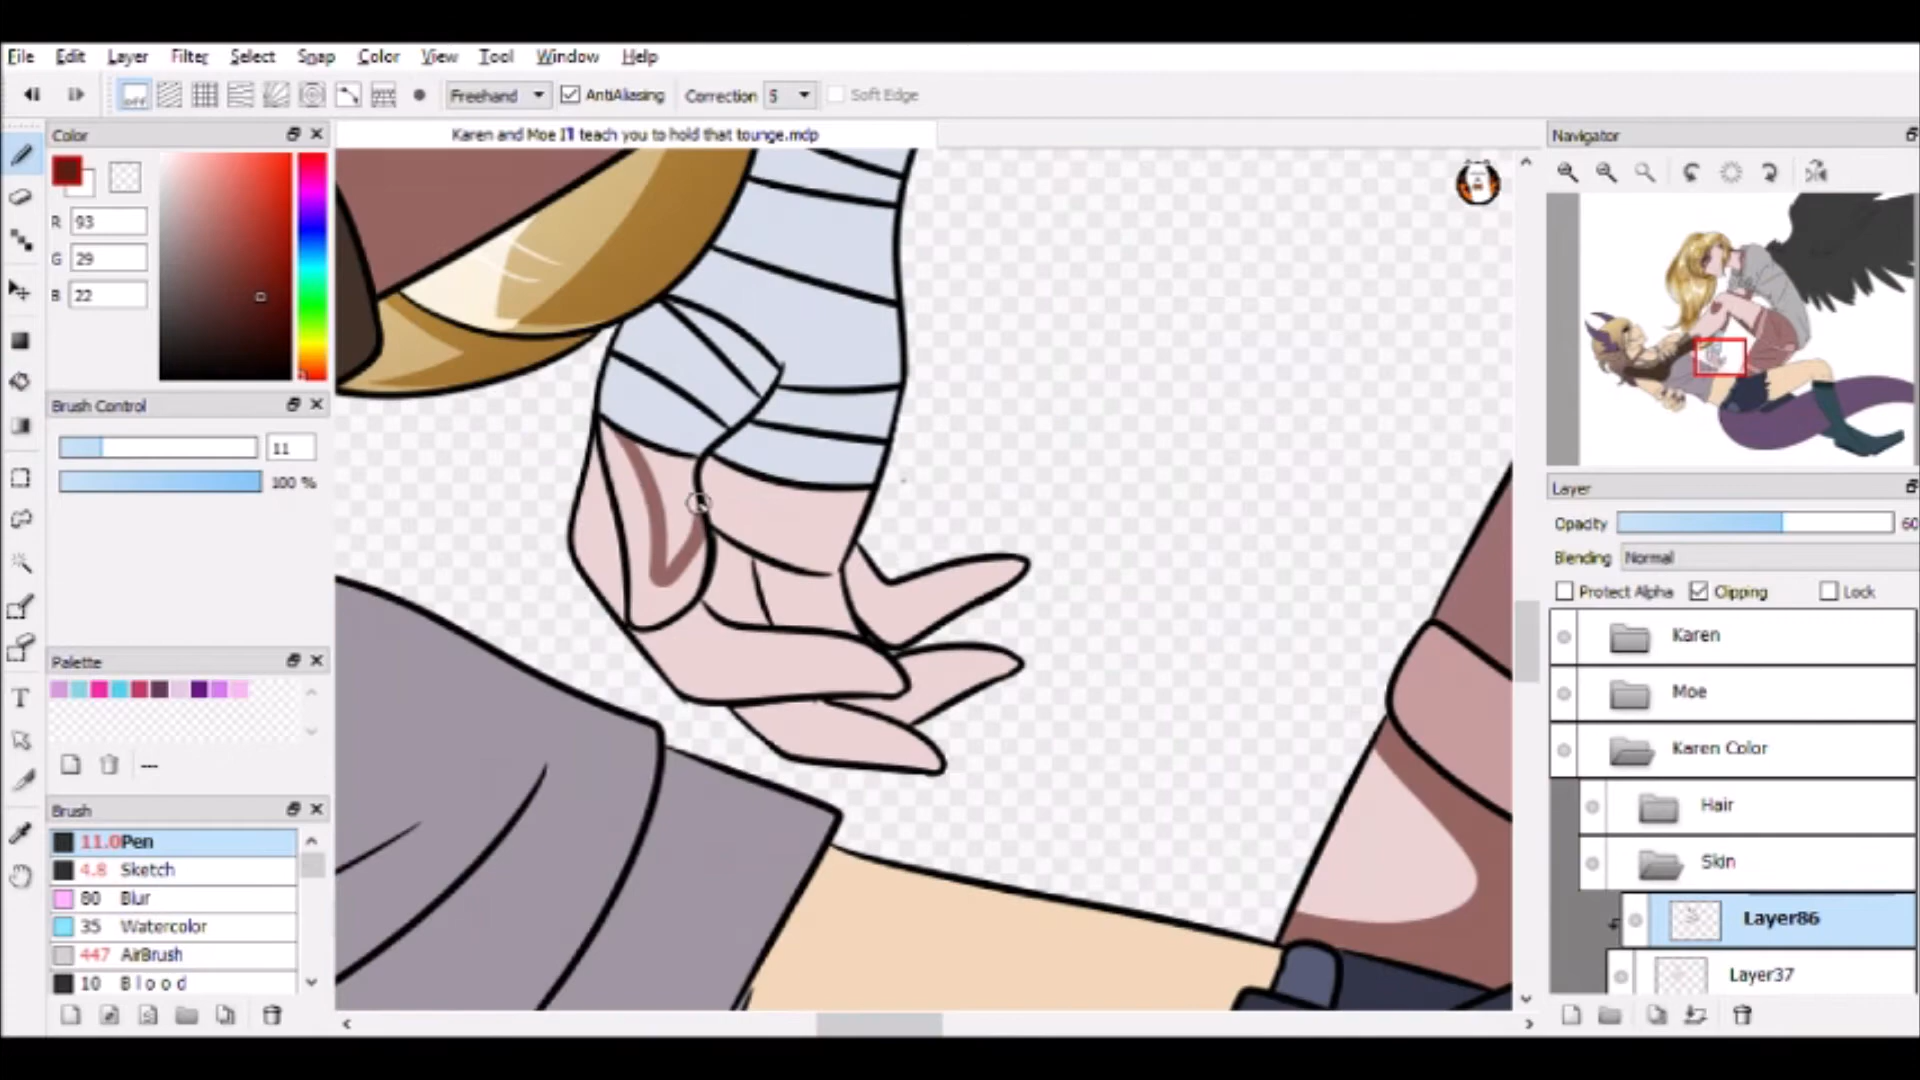 File Edit Layer Filter Select Snap Color View Tool Window Help
off Freehand AntiAliasing Correction 5 Soft Edge
Color
Karen and Moe I'll teach you to hold that tounge.mdp
Navigator
R 93
G 29
B 22
Brush Control
11
100 %
Layer
Opacity 60
Blending Normal
Protect Alpha Clipping Lock
Karen
Moe
Karen Color
Hair
Skin
Layer86
Layer37
Palette
---
Brush
11.0 Pen
4.8 Sketch
80 Blur
35 Watercolor
447 AirBrush
10 B l o o d
T